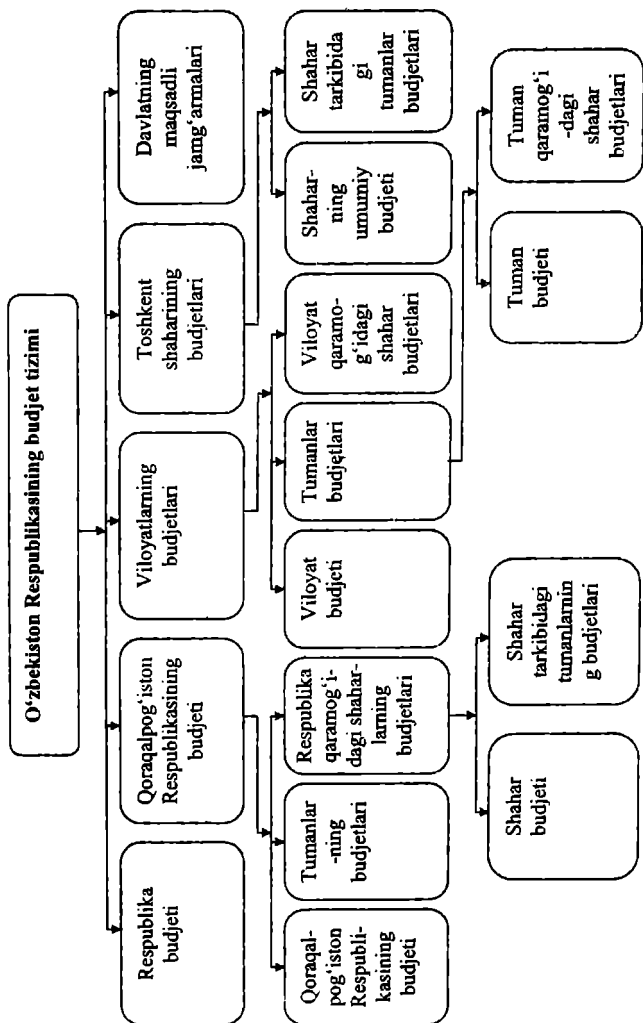 O‘zbekiston Respublikasining budjet tizimi
Respublika
budjeti
Qoraqalpog‘iston
Respublikasining
budjeti
Viloyatlarning
budjetlari
Toshkent
shaharining
budjetlari
Davlatning
maqsadli
jamg‘armalari
Qoraqal-
pog‘iston
Respubli-
kasining
budjeti
Tumanlar
-ning
budjetlari
Respublika
qaramog‘i-
dagi shahar-
larning
budjetlari
Viloyat
budjeti
Tumanlar
budjetlari
Viloyat
qaramo-
g‘idagi
shahar
budjetlari
Shahar-
ning
umumiy
budjeti
Shahar
tarkibida
gi
tumanlar
budjetlari
Shahar
budjeti
Shahar
tarkibidagi
tumanlarnin
g budjetlari
Tuman
budjeti
Tuman
qaramog‘i
-dagi
shahar
budjetlari